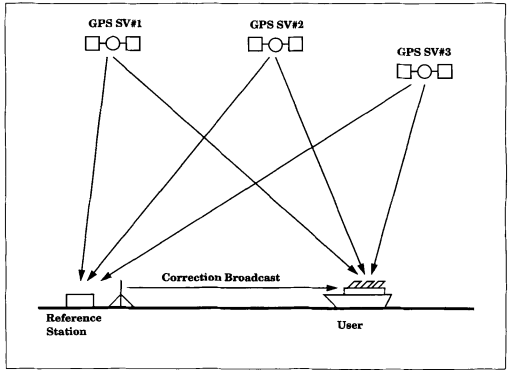 GPS SV#1
GPS SV#2
GPS SV#3
Correction Broadcast
Reference
Station
User